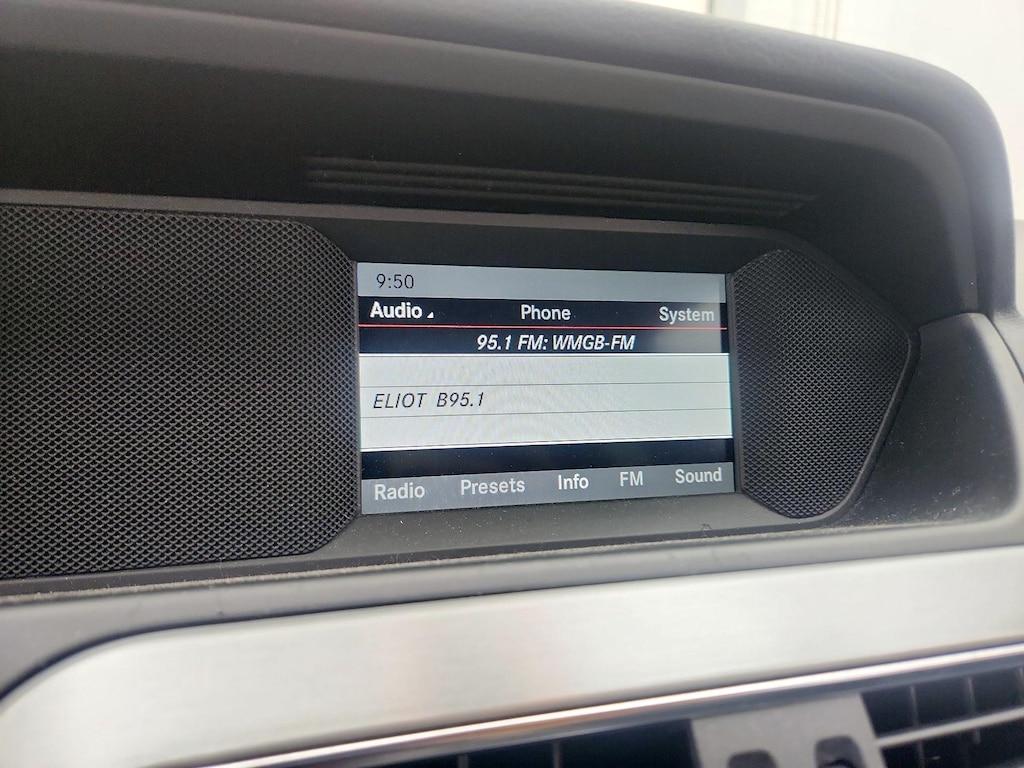 9:50
Audio Phone System
95.1 FM: WMGB-FM
ELIOT B95.1
Radio Presets Info FM Sound